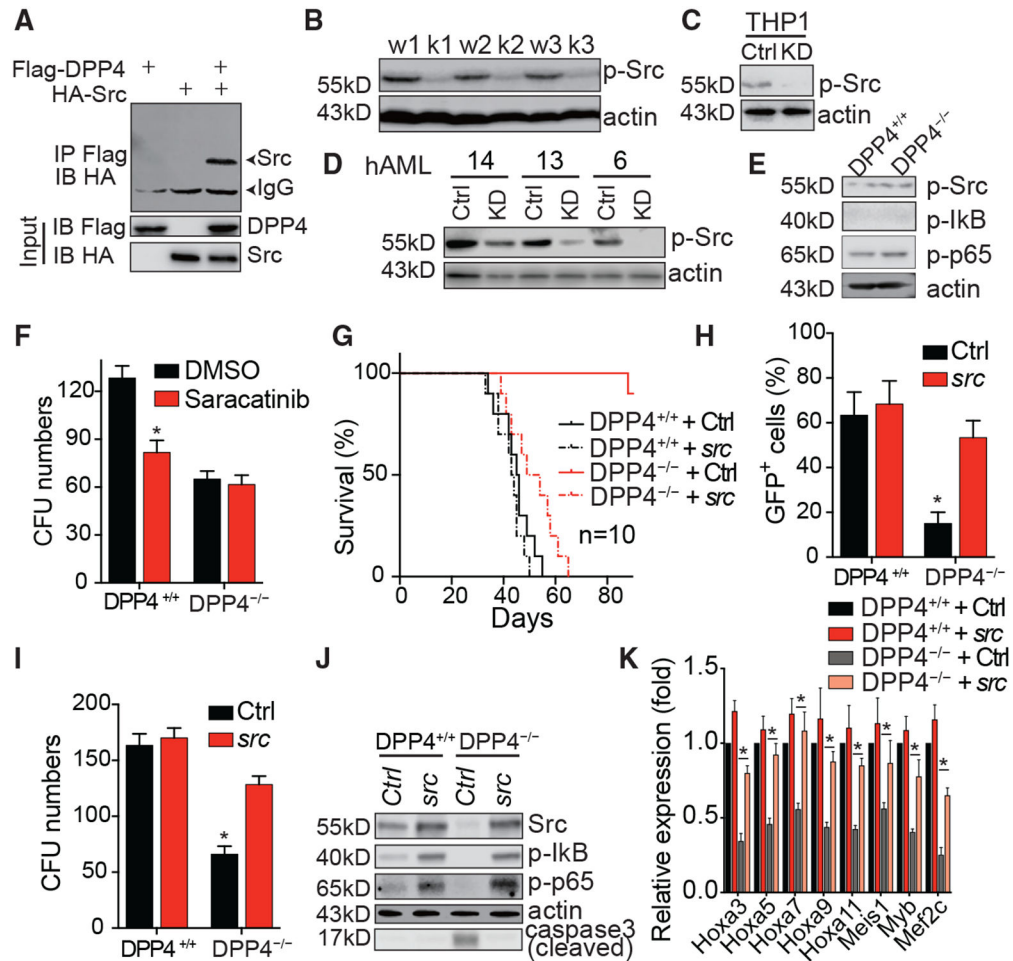 A
Flag-DPP4 + +
HA-Src + +
IP Flag
IB HA
Src
IgG
Input
IB Flag DPP4
IB HA Src
B
w1 k1 w2 k2 w3 k3
55kD p-Src
43kD actin
C
THP1
Ctrl KD
55kD p-Src
43kD actin
D
hAML 14 13 6
Ctrl KD Ctrl KD Ctrl KD
55kD p-Src
43kD actin
E
DPP4+/+ DPP4−/−
55kD p-Src
40kD p-IkB
65kD p-p65
43kD actin
F
DMSO
Saracatinib
CFU numbers
120
90
60
30
0
*
DPP4+/+ DPP4−/−
G
Survival (%)
100
50
0
DPP4+/+ + Ctrl
DPP4+/+ + src
DPP4−/− + Ctrl
DPP4−/− + src
n=10
0 20 40 60 80
Days
H
Ctrl
src
GFP+ cells (%)
100
80
60
40
20
0
*
DPP4+/+ DPP4−/−
I
Ctrl
src
CFU numbers
200
150
100
50
0
*
DPP4+/+ DPP4−/−
J
DPP4+/+ DPP4−/−
Ctrl src Ctrl src
55kD Src
40kD p-IkB
65kD p-p65
43kD actin
17kD caspase3
(cleaved)
K
DPP4+/+ + Ctrl
DPP4+/+ + src
DPP4−/− + Ctrl
DPP4−/− + src
Relative expression (fold)
1.5
1.0
0.5
0.0
* * * * * * * *
Hoxa3 Hoxa5 Hoxa7 Hoxa9 Hoxa11 Meis1 Myb Mef2c